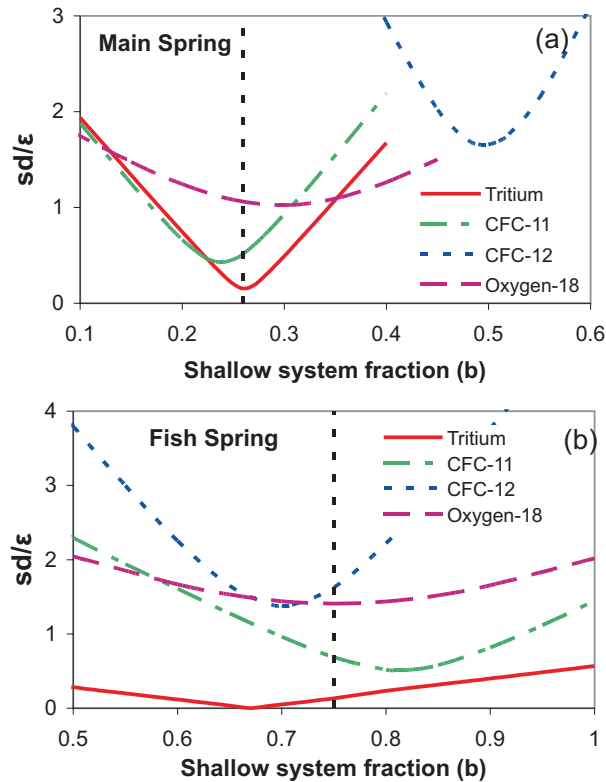 3
Main Spring
(a)
2
sd/ε
1
Tritium
CFC-11
CFC-12
Oxygen-18
0
0.1 0.2 0.3 0.4 0.5 0.6
Shallow system fraction (b)
4
Fish Spring
(b)
Tritium
CFC-11
CFC-12
Oxygen-18
3
sd/ε
2
1
0
0.5 0.6 0.7 0.8 0.9 1
Shallow system fraction (b)